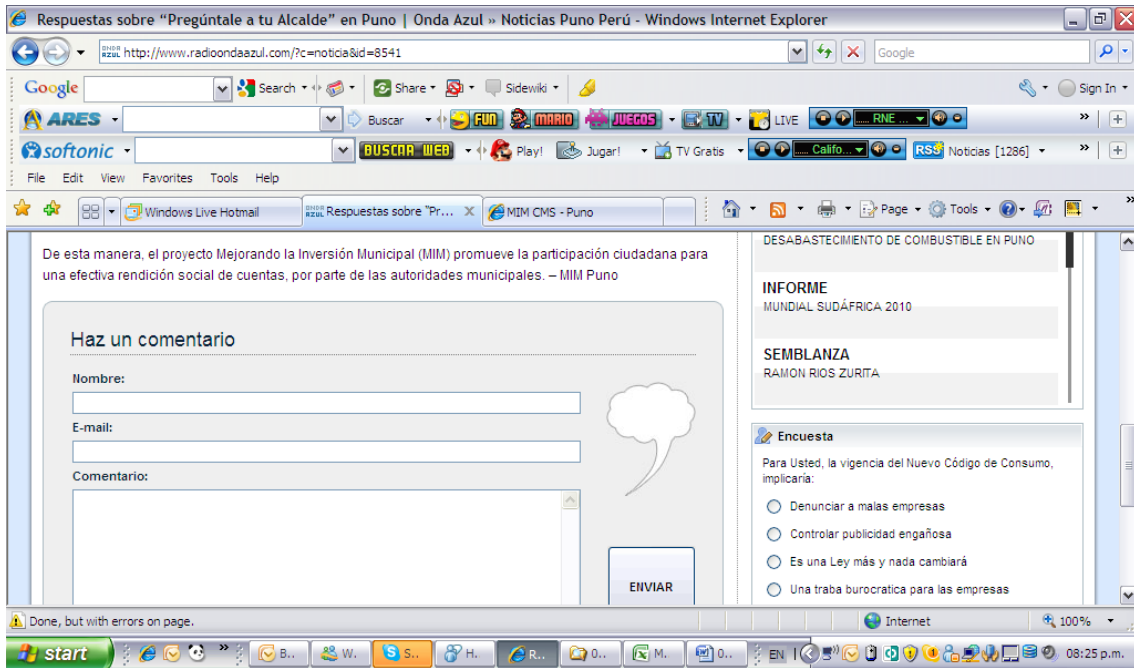 Respuestas sobre “Pregúntale a tu Alcalde” en Puno | Onda Azul » Noticias Puno Perú - Windows Internet Explorer
ONDA AZUL http://www.radioondaazul.com/?c=noticia&id=8541
Google
Google Search Share Sidewiki Sign In
ARES Buscar FUN MARIO JUEGOS TV LIVE ..... RNE ... »
softonic BUSCAR WEB Play! Jugar! TV Gratis ..... Califo... RSS Noticias [1286] »
File Edit View Favorites Tools Help
Windows Live Hotmail ONDA AZUL Respuestas sobre "Pr... X MIM CMS - Puno Page Tools »
De esta manera, el proyecto Mejorando la Inversión Municipal (MIM) promueve la participación ciudadana para
una efectiva rendición social de cuentas, por parte de las autoridades municipales. – MIM Puno
Haz un comentario
Nombre:
E-mail:
Comentario:
ENVIAR
DESABASTECIMIENTO DE COMBUSTIBLE EN PUNO
INFORME
MUNDIAL SUDÁFRICA 2010
SEMBLANZA
RAMON RIOS ZURITA
Encuesta
Para Usted, la vigencia del Nuevo Código de Consumo,
implicaría:
Denunciar a malas empresas
Controlar publicidad engañosa
Es una Ley más y nada cambiará
Una traba burocratica para las empresas
Done, but with errors on page. Internet 100%
start » B.. W. S.. H. R.. 0.. M. 0.. EN 08:25 p.m.